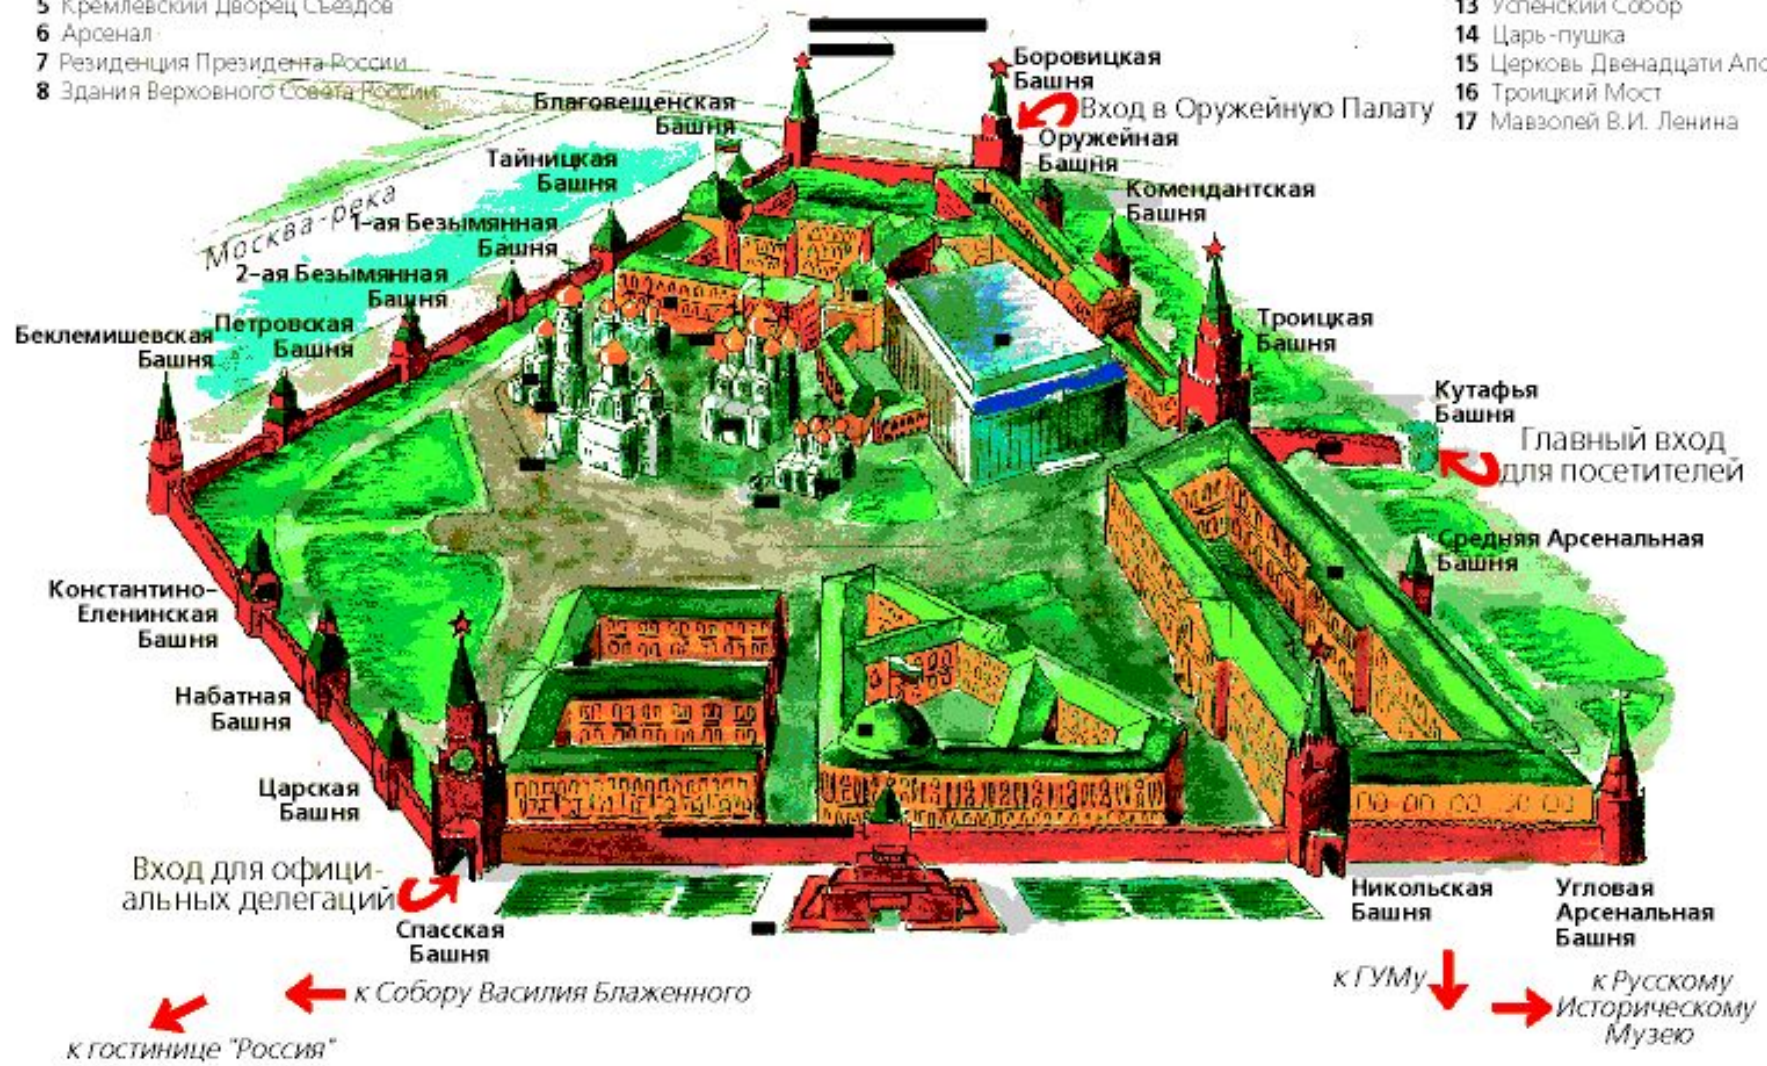 5 Кремлевский Дворец Съездов
6 Арсенал
7 Резиденция Президента России
8 Здания Верховного Совета России
13 Успенский Собор
14 Царь-пушка
15 Церковь Двенадцати
16 Троицкий Мост
17 Мавзолей В.И. Ленина
Боровицкая
Башня
Вход в Оружейную Палату
Благовещенская
Башня
Оружейная
Башня
Тайницкая
Башня
Комендантская
Башня
Москва-река
1-ая Безымянная
Башня
2-ая Безымянная
Башня
Беклемишевская
Башня
Петровская
Башня
Троицкая
Башня
Кутафья
Башня
Главный вход
для посетителей
Средняя Арсенальная
Башня
Константино-
Еленинская
Башня
Набатная
Башня
Царская
Башня
Вход для офици-
альных делегаций
Спасская
Башня
Никольская
Башня
Угловая
Арсенальная
Башня
к Собору Василия Блаженного
к гостинице "Россия"
к ГУМу
к Русскому
Историческому
Музею